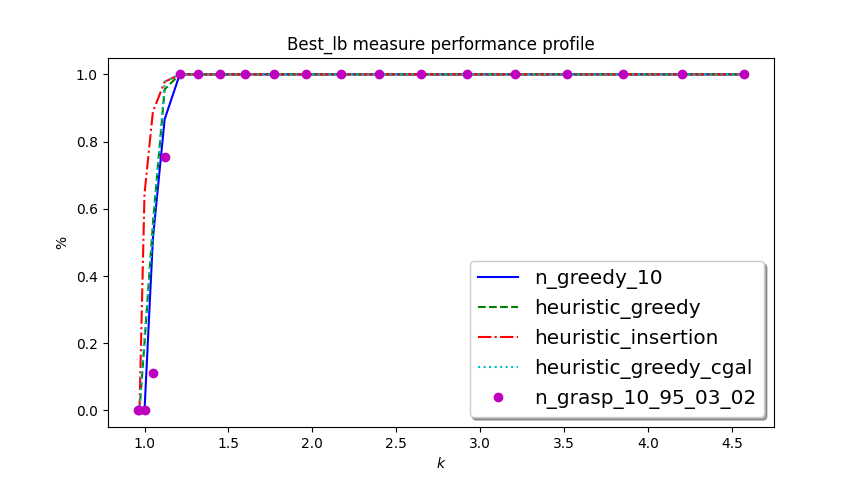 Best_lb measure performance profile
%
1.0
0.8
0.6
0.4
0.2
0.0
n_greedy_10
heuristic_greedy
heuristic_insertion
heuristic_greedy_cgal
n_grasp_10_95_03_02
1.0 1.5 2.0 2.5 3.0 3.5 4.0 4.5
k